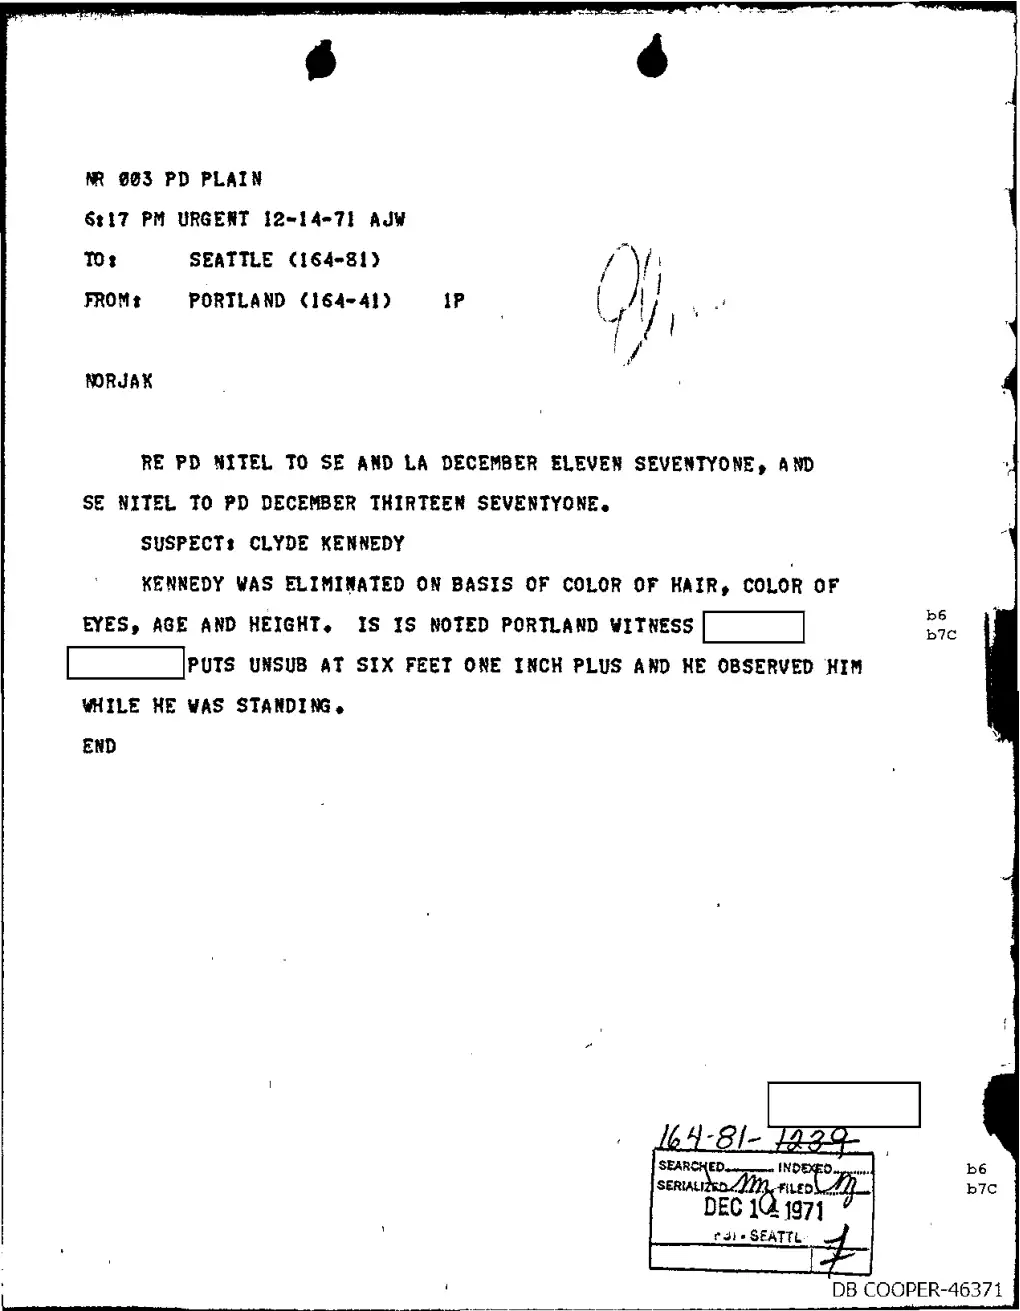 NR 003 PD PLAIN
6:17 PM URGENT 12-14-71 AJW
TO: SEATTLE (164-81)
FROM: PORTLAND (164-41) 1P
NORJAK
RE PD NITEL TO SE AND LA DECEMBER ELEVEN SEVENTYONE, AND
SE NITEL TO PD DECEMBER THIRTEEN SEVENTYONE.
SUSPECT: CLYDE KENNEDY
KENNEDY WAS ELIMINATED ON BASIS OF COLOR OF HAIR, COLOR OF
EYES, AGE AND HEIGHT. IS IS NOTED PORTLAND WITNESS
b6
b7C
PUTS UNSUB AT SIX FEET ONE INCH PLUS AND HE OBSERVED HIM
WHILE HE WAS STANDING.
END
164-81-1239
SEARCHED INDEXED
SERIALIZED FILED
DEC 1 1971
SEATTL
b6
b7C
DB COOPER-46371